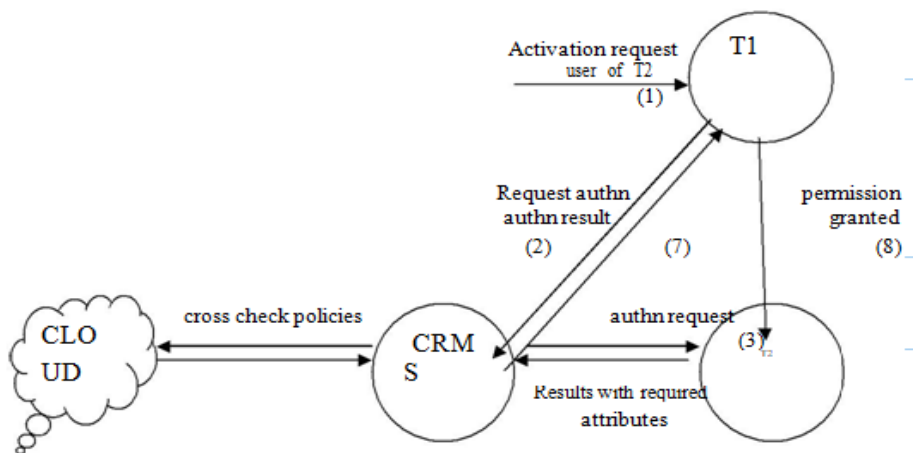 Activation request
user of T2
(1)
T1
Request authn
authn result
(2)
(7)
permission
granted
(8)
cross check policies
authn request
(3)
T2
CLO
UD
CRM
S
Results with required
attributes